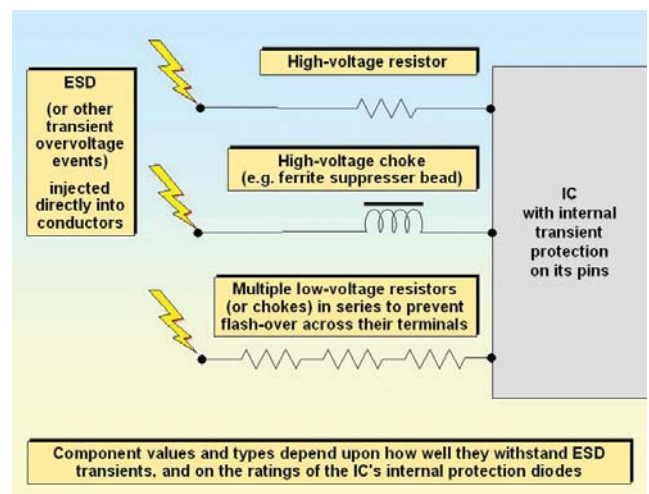 ESD
(or other
transient
overvoltage
events)
injected
directly into
conductors
High-voltage resistor
High-voltage choke
(e.g. ferrite suppresser bead)
Multiple low-voltage resistors
(or chokes) in series to prevent
flash-over across their terminals
IC
with internal
transient
protection
on its pins
Component values and types depend upon how well they withstand ESD
transients, and on the ratings of the IC's internal protection diodes